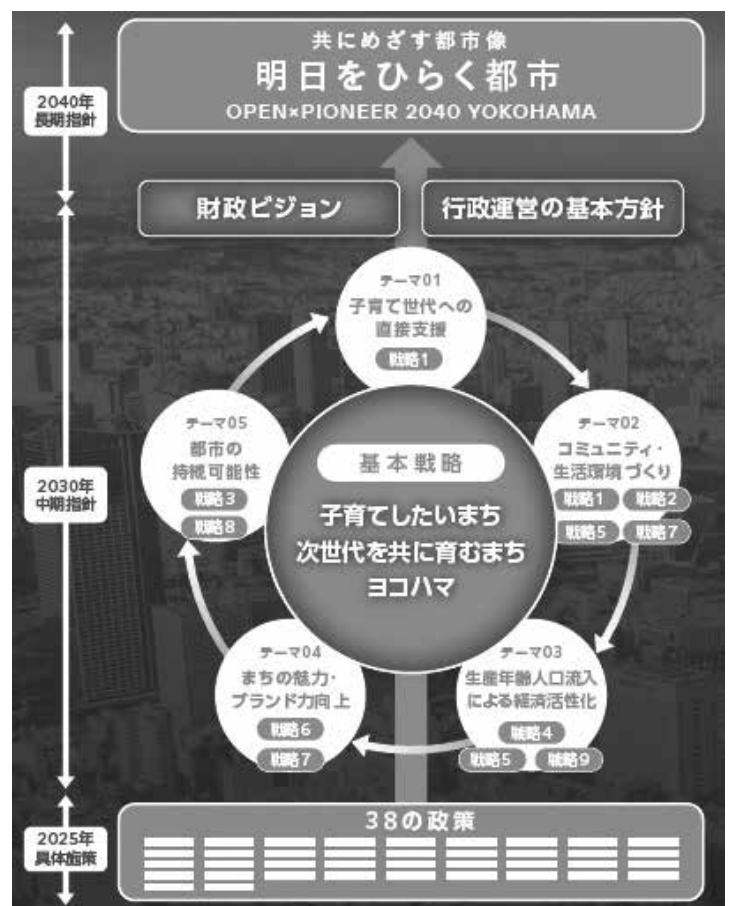 共にめざす都市像
明日をひらく都市
OPEN×PIONEER 2040 YOKOHAMA
2040年
長期指針
財政ビジョン
行政運営の基本方針
テーマ01
子育て世代への
直接支援
戦略1
テーマ02
コミュニティ・
生活環境づくり
戦略1 戦略2
戦略5 戦略7
テーマ03
生産年齢人口流入
による経済活性化
戦略4
戦略5 戦略9
テーマ04
まちの魅力・
ブランド力向上
戦略6
戦略7
テーマ05
都市の
持続可能性
戦略3
戦略8
基本戦略
子育てしたいまち
次世代を共に育むまち
ヨコハマ
2030年
中期指針
2025年
具体施策
38の政策